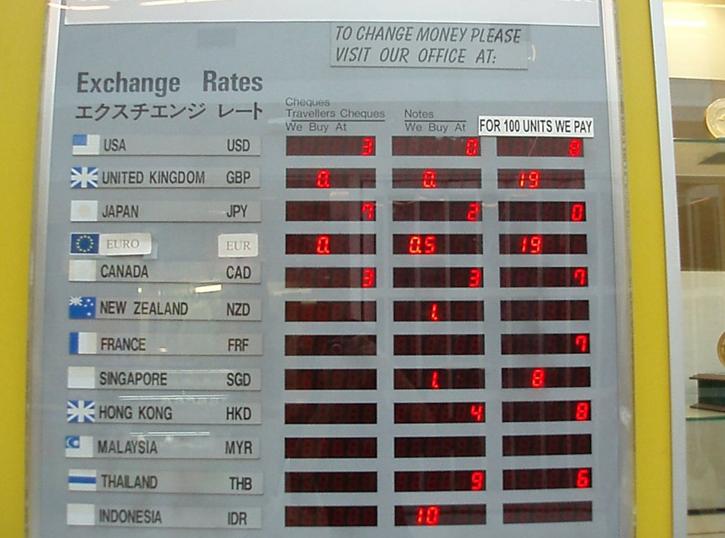 TO CHANGE MONEY PLEASE
VISIT OUR OFFICE AT:
Exchange Rates
エクスチエンジ レート
Cheques
Travellers Cheques
We Buy At
Notes
We Buy At
FOR 100 UNITS WE PAY
USA USD 3 0 8
UNITED KINGDOM GBP 0. 0. 19
JAPAN JPY 7 2 0
EURO EUR 0. 0.5 19
CANADA CAD 3 3 7
NEW ZEALAND NZD 1.
FRANCE FRF 7
SINGAPORE SGD 1. 8
HONG KONG HKD 4 8
MALAYSIA MYR
THAILAND THB 9 6
INDONESIA IDR 10